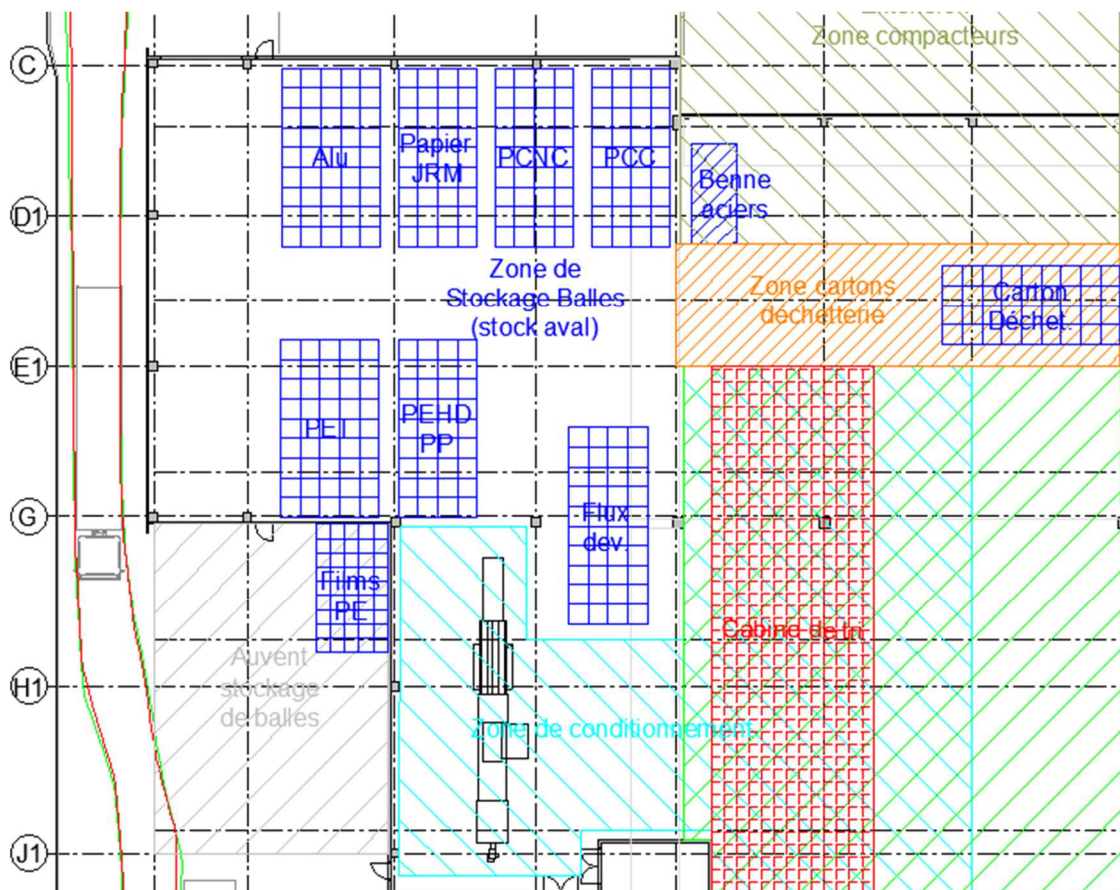 Zone compacteurs
C
Alu
Papier
JRM
PCNC
PCC
Benne
aciers
D1
Zone de
Stockage Balles
(stock aval)
Zone cartons
déchetterie
Carton
Déchet.
E1
PET
PEHD
PP
G
Flux
dev.
Films
PE
Cabine de tri
Auvent
stockage
de balles
H1
Zone de conditionnement
J1